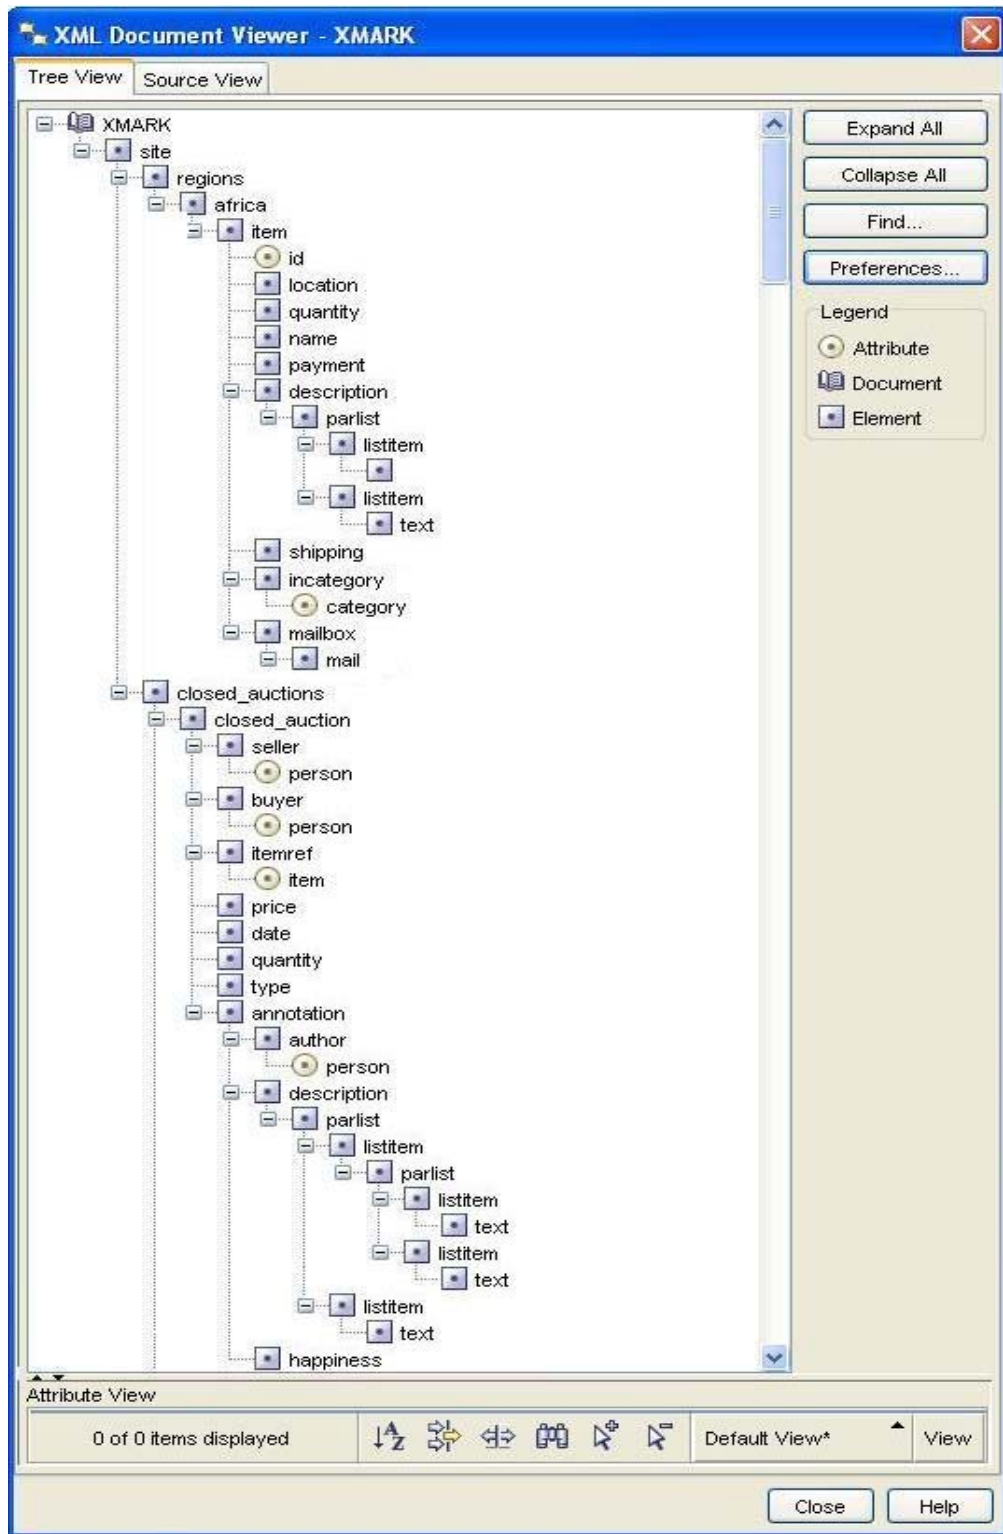 XML Document Viewer - XMARK
Tree View
Source View
XMARK
site
regions
africa
item
id
location
quantity
name
payment
description
parlist
listitem
listitem
text
shipping
incategory
category
mailbox
mail
closed_auctions
closed_auction
seller
person
buyer
person
itemref
item
price
date
quantity
type
annotation
author
person
description
parlist
listitem
parlist
listitem
text
listitem
text
listitem
text
happiness
Expand All
Collapse All
Find...
Preferences...
Legend
Attribute
Document
Element
Attribute View
0 of 0 items displayed
A
Z
Default View*
View
Close
Help